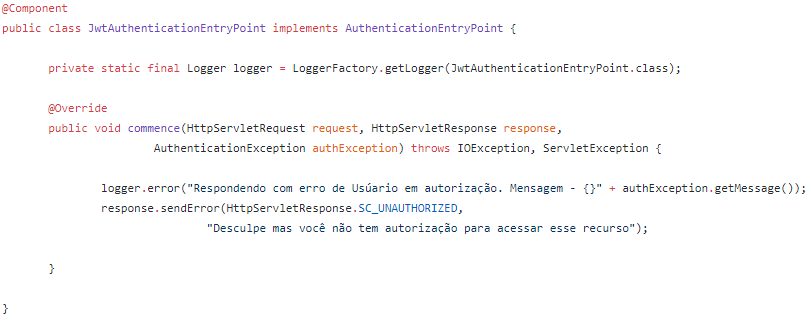 @Component
public class JwtAuthenticationEntryPoint implements AuthenticationEntryPoint {
private static final Logger logger = LoggerFactory.getLogger(JwtAuthenticationEntryPoint.class);
@Override
public void commence(HttpServletRequest request, HttpServletResponse response,
AuthenticationException authException) throws IOException, ServletException {
logger.error("Respondendo com erro de Usúario em autorização. Mensagem - {}" + authException.getMessage());
response.sendError(HttpServletResponse.SC_UNAUTHORIZED,
"Desculpe mas você não tem autorização para acessar esse recurso");
}
}